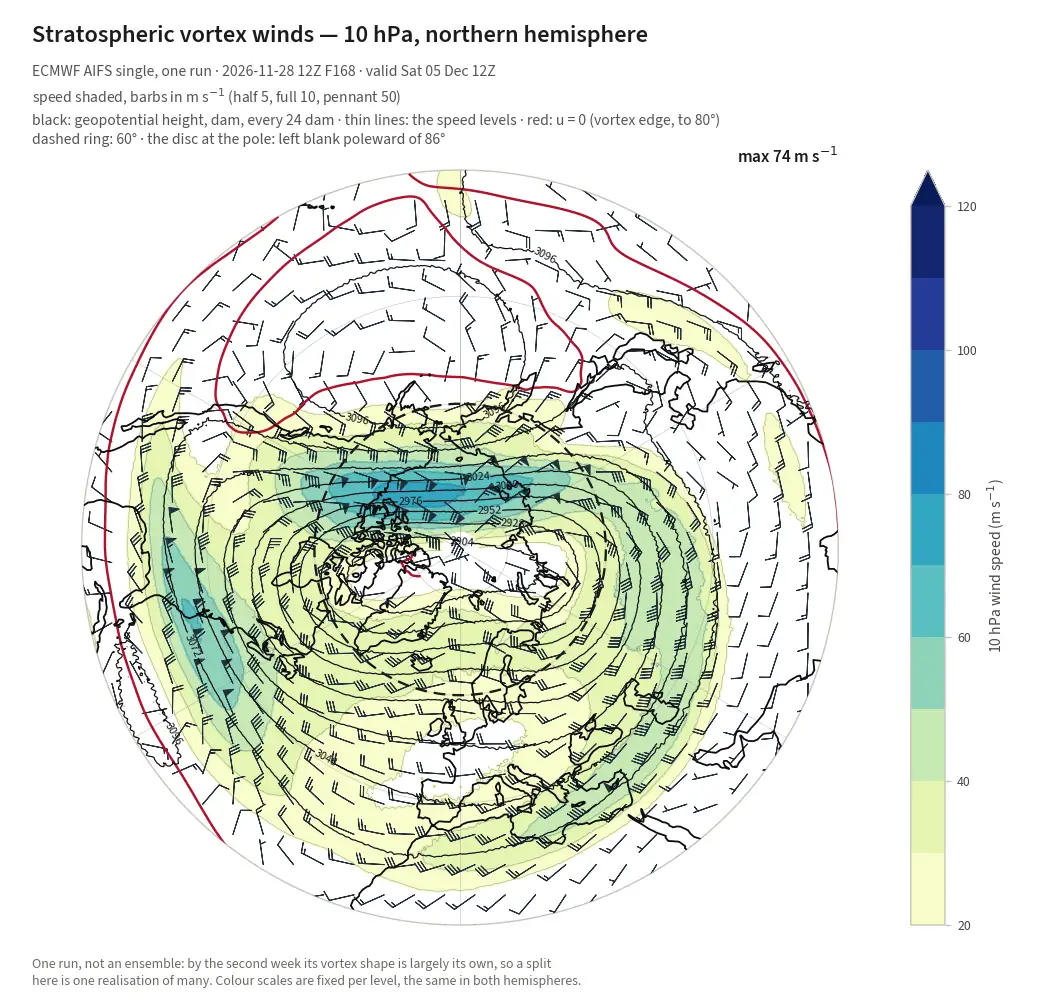 Stratospheric vortex winds — 10 hPa, northern hemisphere
ECMWF AIFS single, one run · 2026-11-28 12Z F168 · valid Sat 05 Dec 12Z
speed shaded, barbs in m s⁻¹ (half 5, full 10, pennant 50)
black: geopotential height, dam, every 24 dam · thin lines: the speed levels · red: u = 0 (vortex edge, to 80°)
dashed ring: 60° · the disc at the pole: left blank poleward of 86°
max 74 m s⁻¹
120
100
80
60
40
20
10 hPa wind speed (m s⁻¹)
3096
3096
3024
2976
2952
2904
3096
One run, not an ensemble: by the second week its vortex shape is largely its own, so a split
here is one realisation of many. Colour scales are fixed per level, the same in both hemispheres.